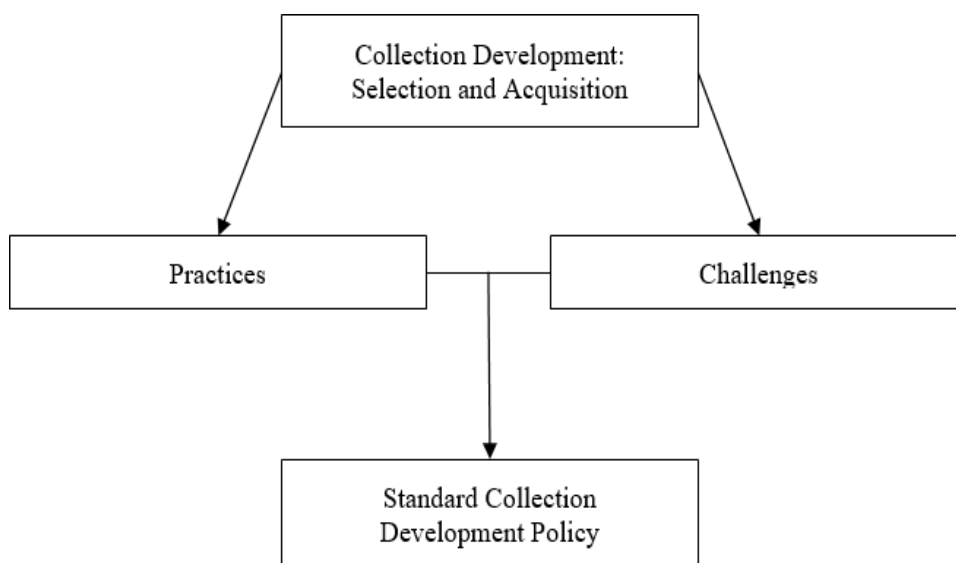 Collection Development:
Selection and Acquisition
Practices
Challenges
Standard Collection
Development Policy